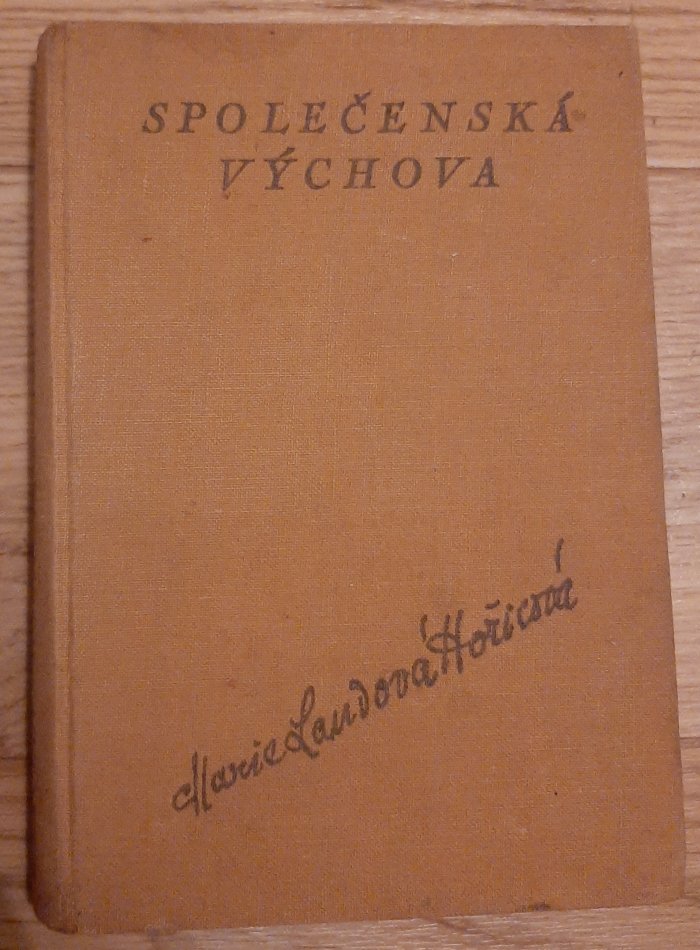 SPOLEČENSKÁ
VÝCHOVA
Marie Laudová Hořicová